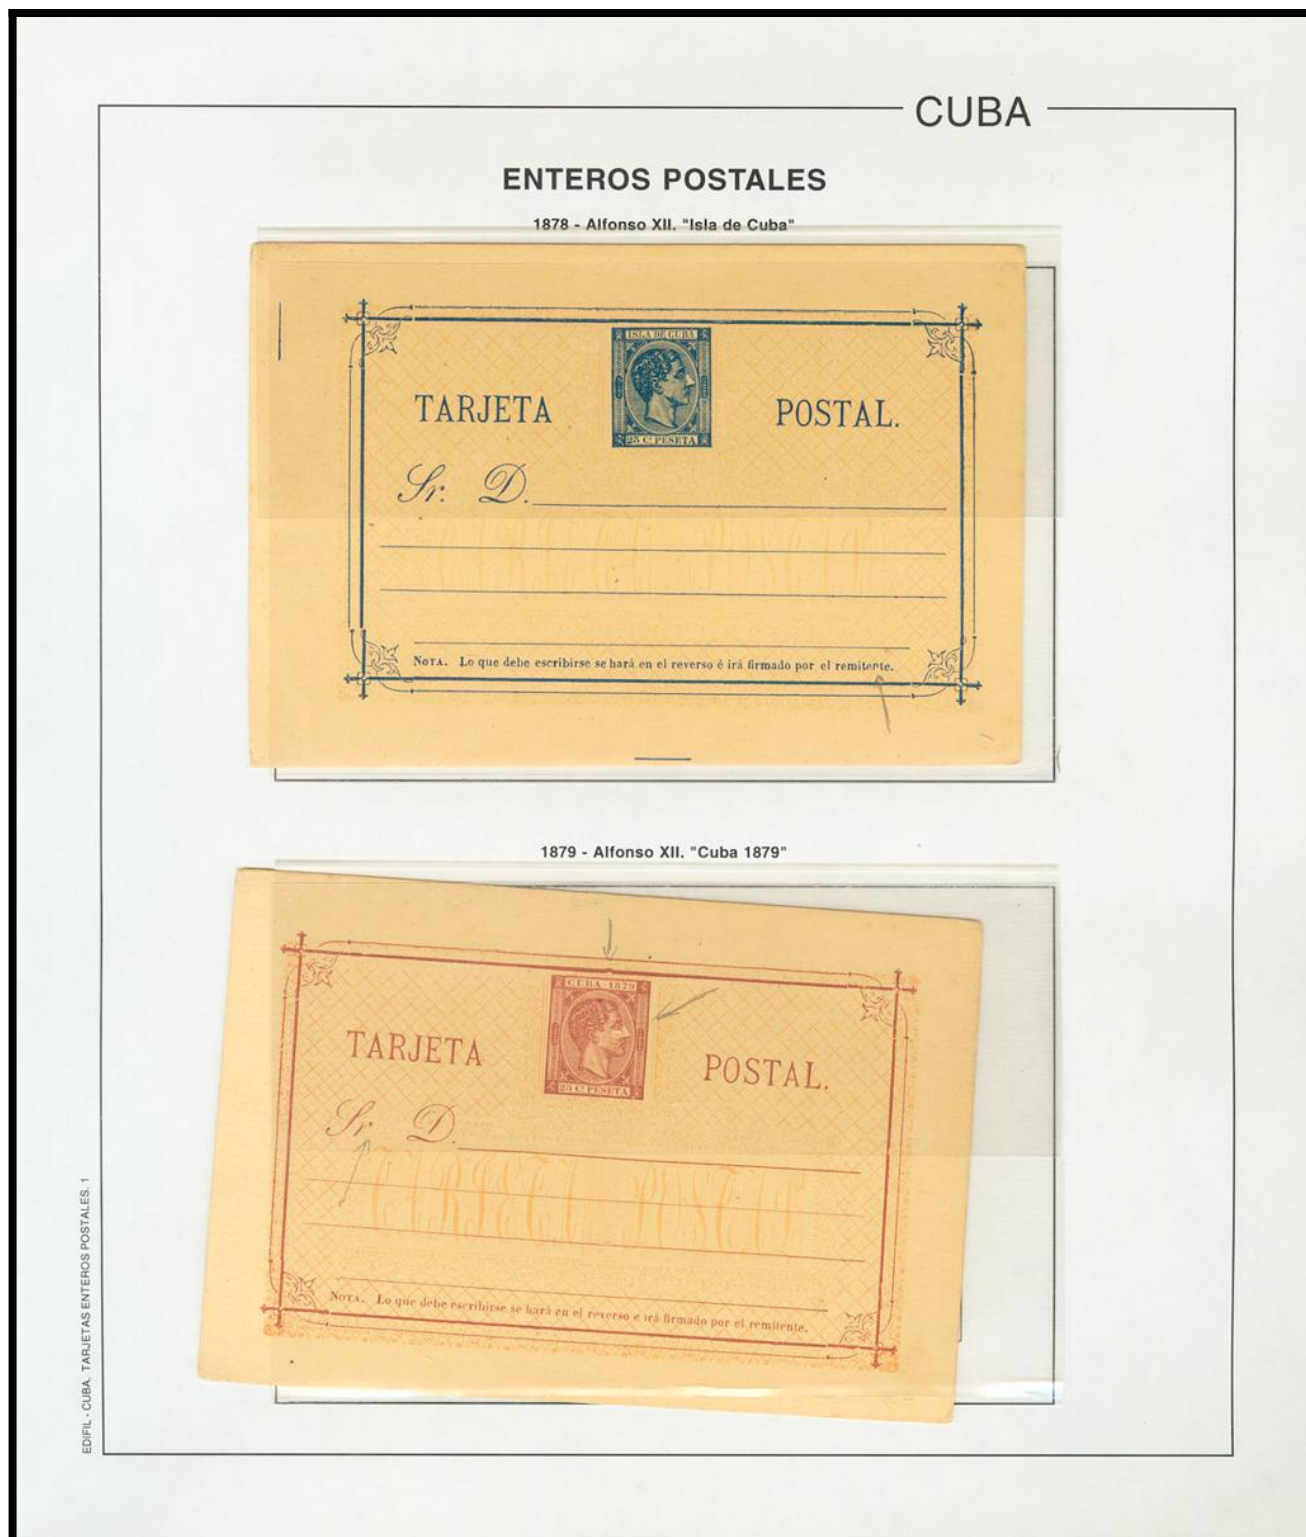 CUBA
ENTEROS POSTALES
1878 - Alfonso XII. "Isla de Cuba"
ISLA DE CUBA
25 Cs PESETA
TARJETA POSTAL.
Sr. D.
NOTA. Lo que debe escribirse se hará en el reverso é irá firmado por el remitente.
1879 - Alfonso XII. "Cuba 1879"
CUBA 1879
25 Cs PESETA
TARJETA POSTAL.
Sr. D.
NOTA. Lo que debe escribirse se hará en el reverso e irá firmado por el remitente.
EDIFIL - CUBA. TARJETAS ENTEROS POSTALES. 1